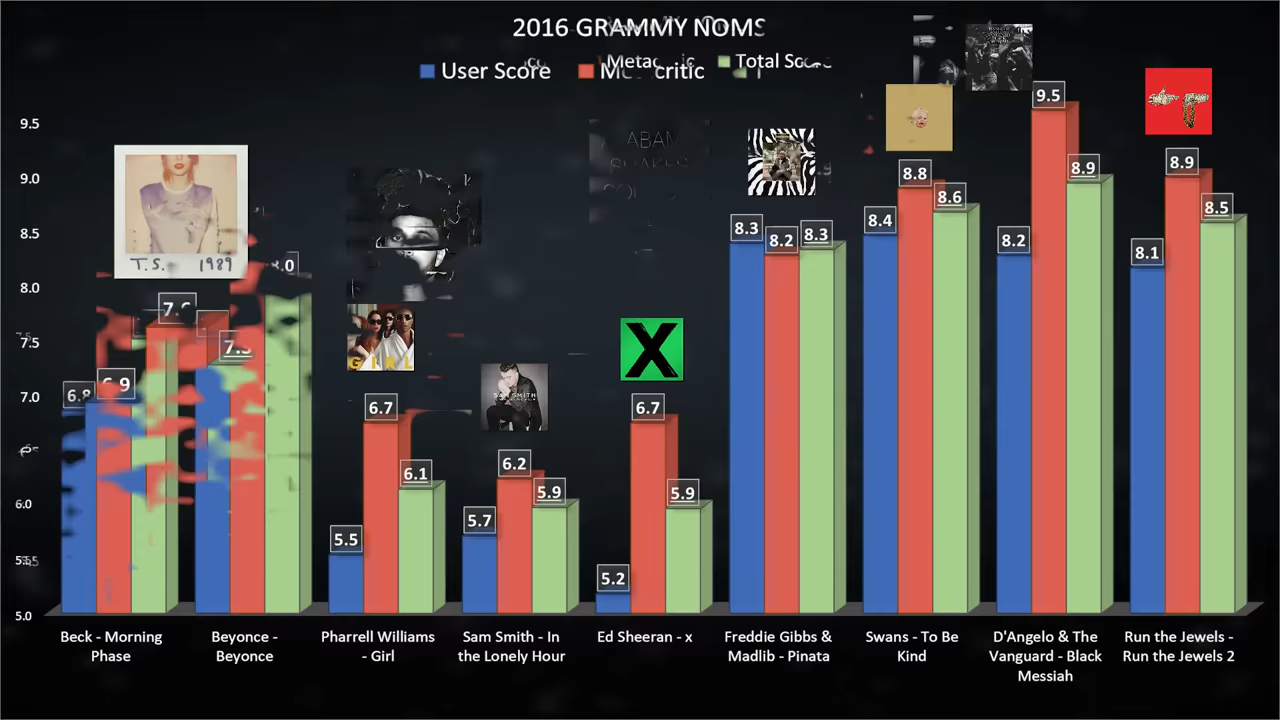 2016 GRAMMY NOMS
User Score
Total Score
9.5
9.0
8.5
8.0
7.5
7.0
6.0
5.0
T.S. 1989
GIRL
SAM SMITH
X
6.8
5.5
6.7
6.1
5.7
6.2
5.9
5.2
6.7
5.9
8.3
8.2
8.3
8.4
8.8
8.6
8.2
9.5
8.9
8.1
8.9
8.5
Beck - Morning
Phase
Beyonce -
Beyonce
Pharrell Williams
- Girl
Sam Smith - In
the Lonely Hour
Ed Sheeran - x
Freddie Gibbs &
Madlib - Pinata
Swans - To Be
Kind
D'Angelo & The
Vanguard - Black
Messiah
Run the Jewels -
Run the Jewels 2